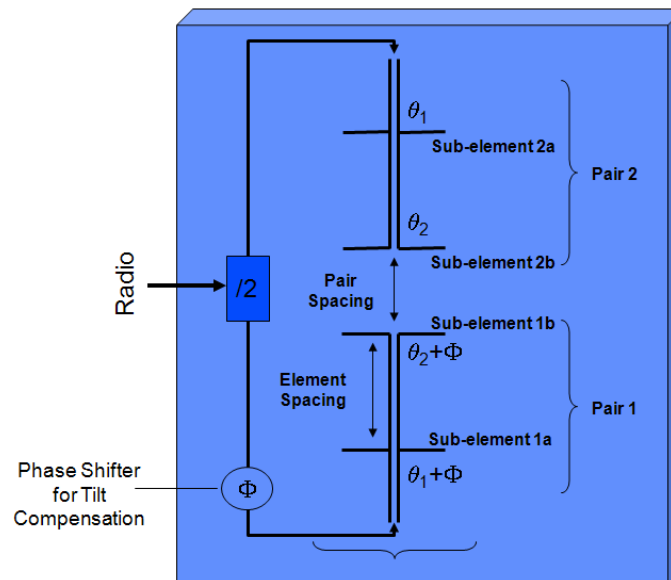 θ1
Sub-element 2a
Pair 2
θ2
Sub-element 2b
Radio
/2
Pair
Spacing
Sub-element 1b
θ2+Φ
Element
Spacing
Pair 1
Sub-element 1a
θ1+Φ
Phase Shifter
for Tilt
Compensation
Φ